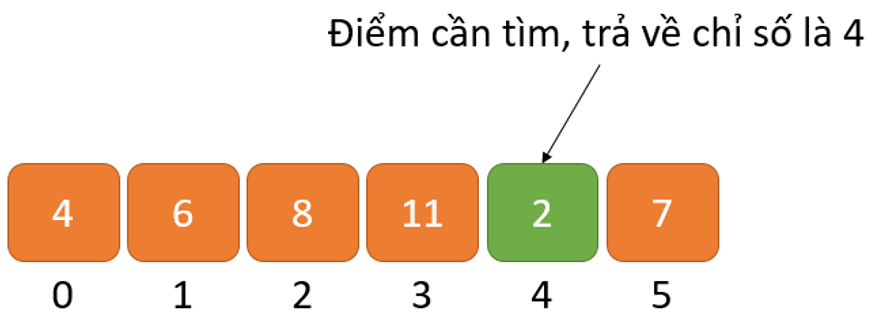 Điểm cần tìm, trả về chỉ số là 4
4 6 8 11 2 7
0 1 2 3 4 5